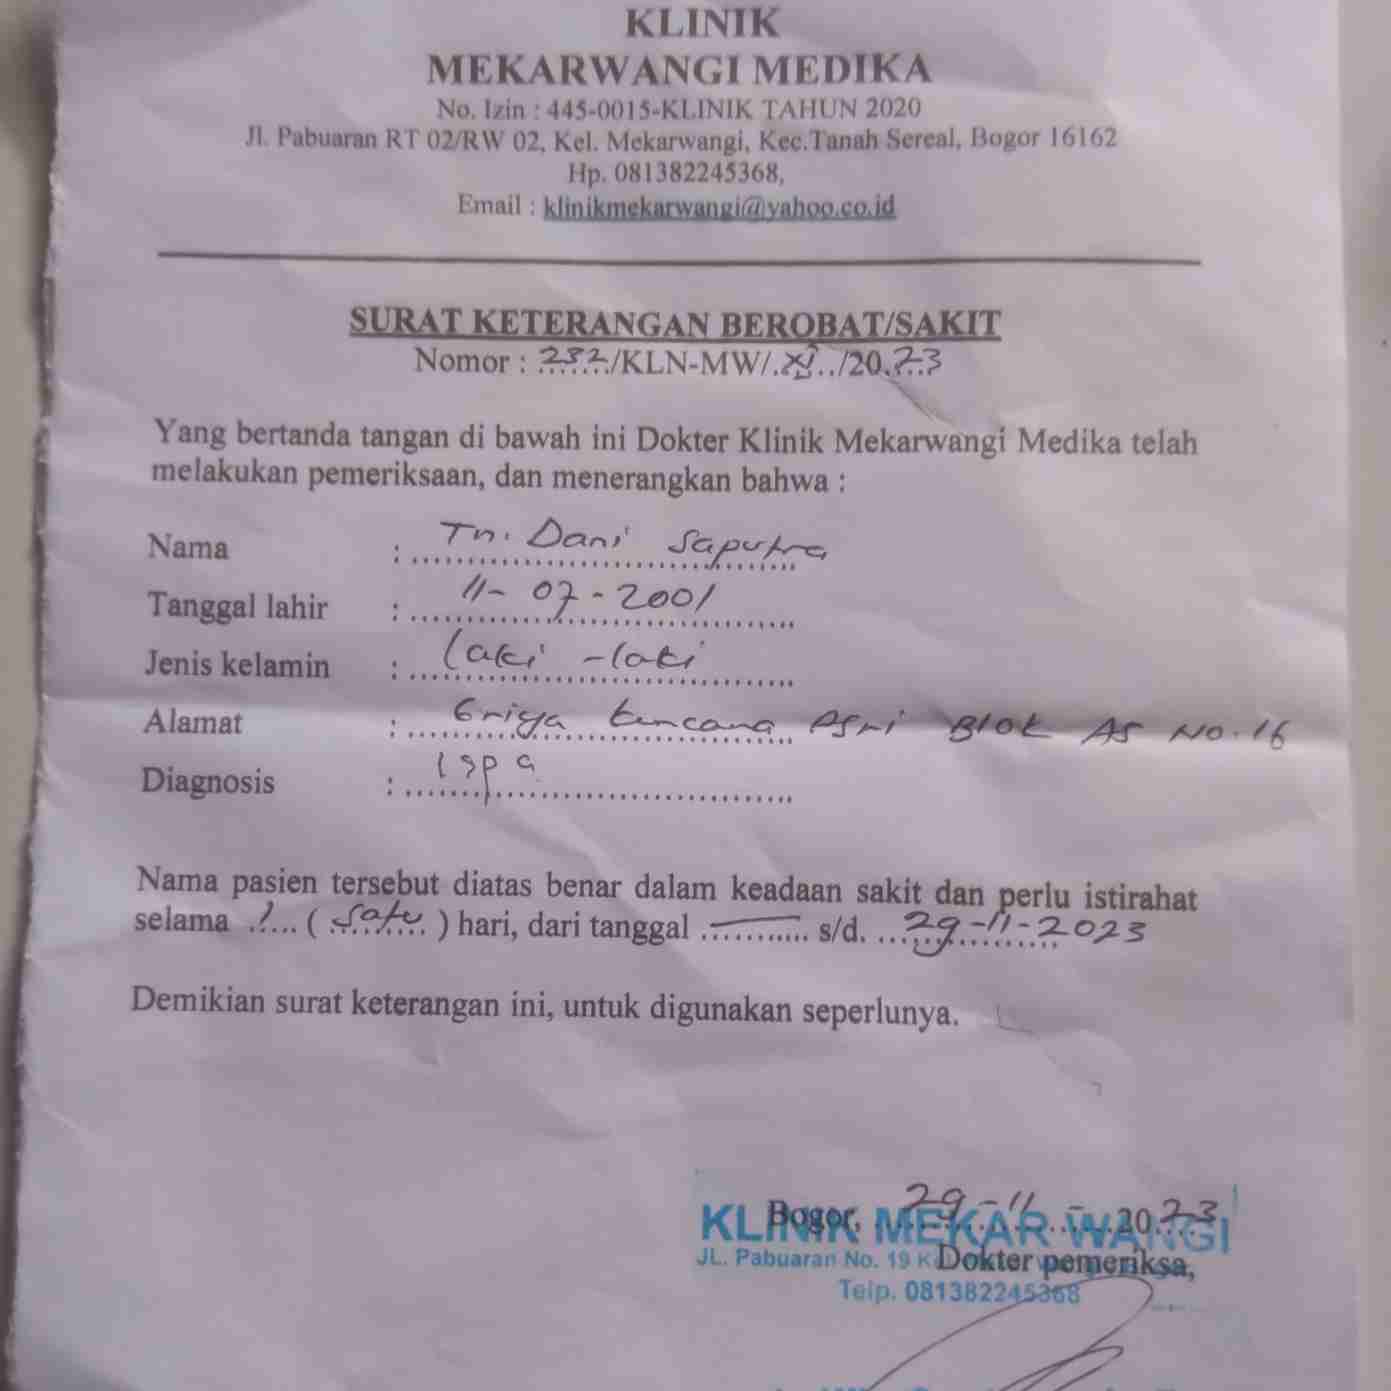 KLINIK
MEKARWANGI MEDIKA
No. Izin : 445-0015-KLINIK TAHUN 2020
Jl. Pabuaran RT 02/RW 02, Kel. Mekarwangi, Kec.Tanah Sereal, Bogor 16162
Hp. 081382245368,
Email : klinikmekarwangi@yahoo.co.id
SURAT KETERANGAN BEROBAT/SAKIT
Nomor : 232/KLN-MW/.XI../20.23
Yang bertanda tangan di bawah ini Dokter Klinik Mekarwangi Medika telah
melakukan pemeriksaan, dan menerangkan bahwa :
Nama : Tn. Dani Saputra
Tanggal lahir : 11-07-2001
Jenis kelamin : Laki-laki
Alamat : Griya Kencana Asri Blok A5 No.16
Diagnosis : Ispa
Nama pasien tersebut diatas benar dalam keadaan sakit dan perlu istirahat
selama .1... ( Satu ) hari, dari tanggal ........... s/d. 29-11-2023
Demikian surat keterangan ini, untuk digunakan seperlunya.
Bogor, 29-11-2023
KLINIK MEKAR WANGI
JL. Pabuaran No. 19
Dokter pemeriksa,
Telp. 081382245368